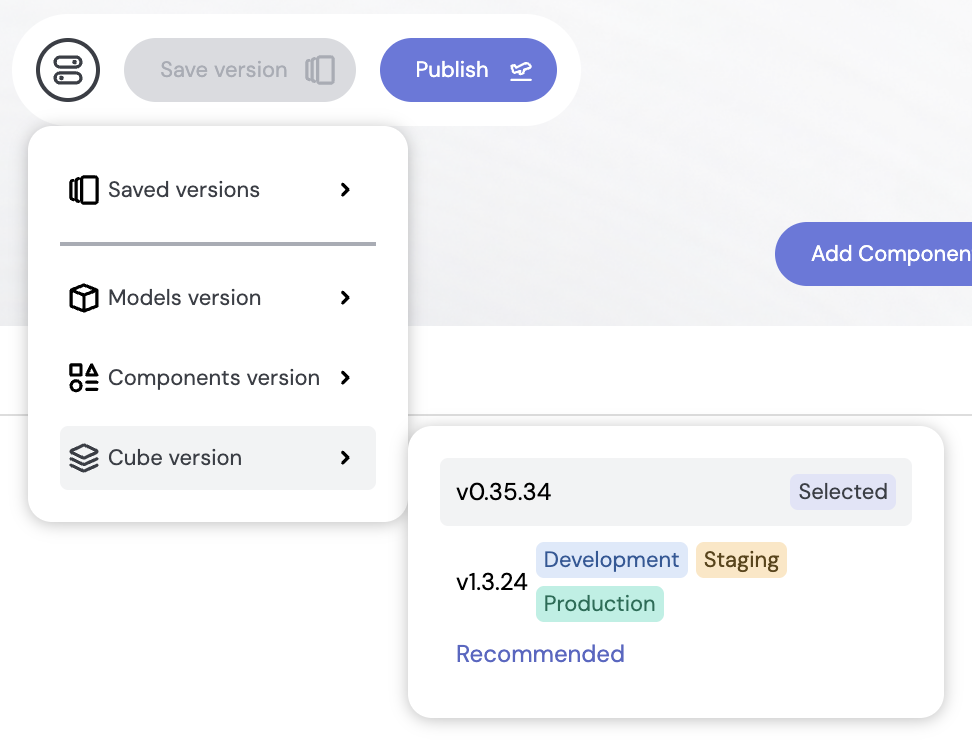 Save version
Publish
Saved versions
Add Componen
Models version
Components version
Cube version
v0.35.34 Selected
v1.3.24 Development Staging
Production
Recommended